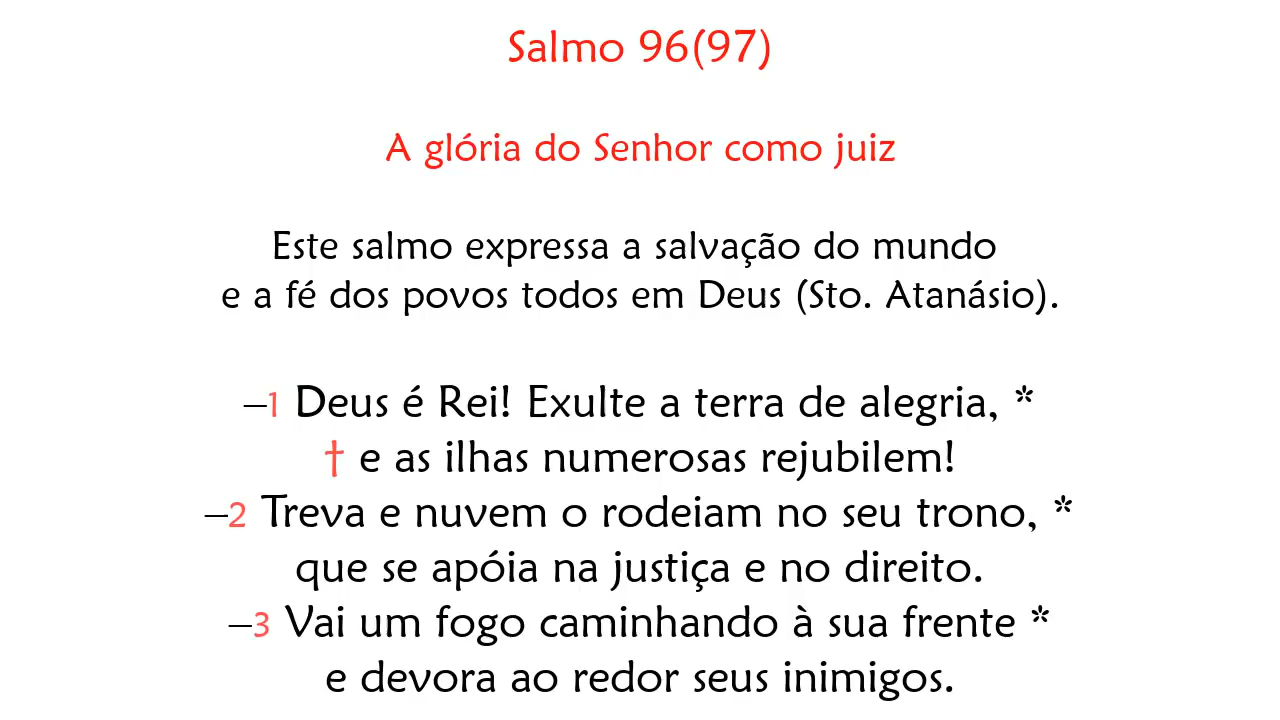 Salmo 96(97)
A glória do Senhor como juiz
Este salmo expressa a salvação do mundo
e a fé dos povos todos em Deus (Sto. Atanásio).
–1 Deus é Rei! Exulte a terra de alegria, *
† e as ilhas numerosas rejubilem!
–2 Treva e nuvem o rodeiam no seu trono, *
que se apóia na justiça e no direito.
–3 Vai um fogo caminhando à sua frente *
e devora ao redor seus inimigos.